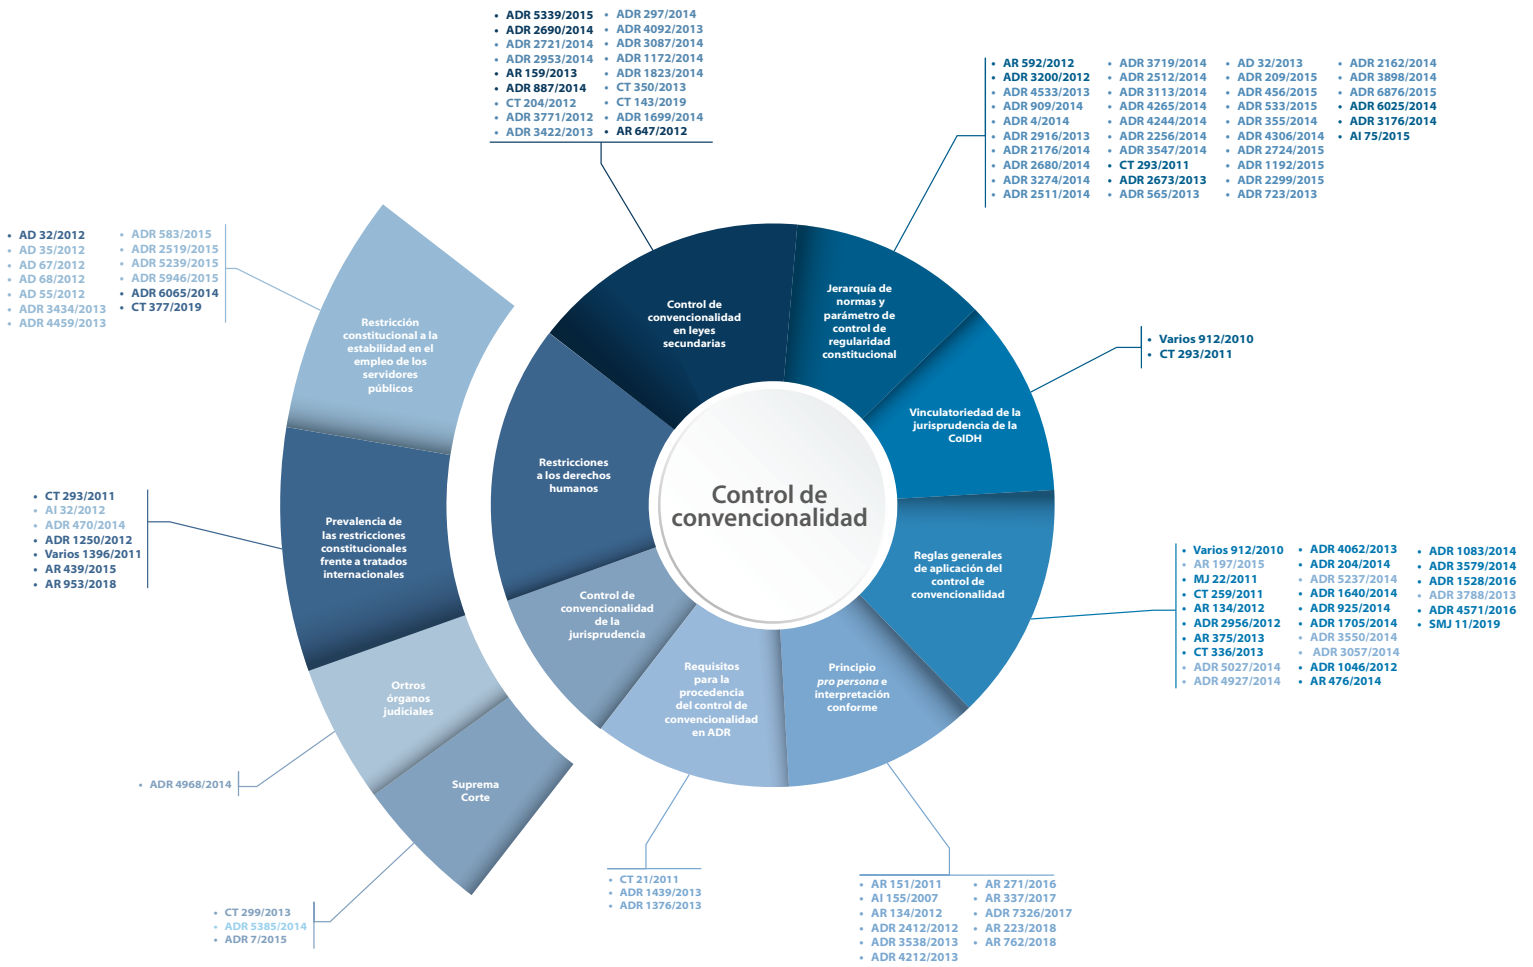 • ADR 5339/2015
• ADR 2690/2014
• ADR 2721/2014
• ADR 2953/2014
• AR 159/2013
• ADR 887/2014
• CT 204/2012
• ADR 3771/2012
• ADR 3422/2013
• ADR 297/2014
• ADR 4092/2013
• ADR 3087/2014
• ADR 1172/2014
• ADR 1823/2014
• CT 350/2013
• CT 143/2019
• ADR 1699/2014
• AR 647/2012
• AR 592/2012
• ADR 3200/2012
• ADR 4533/2013
• ADR 909/2014
• ADR 4/2014
• ADR 2916/2013
• ADR 2176/2014
• ADR 2680/2014
• ADR 3274/2014
• ADR 2511/2014
• ADR 3719/2014
• ADR 2512/2014
• ADR 3113/2014
• ADR 4265/2014
• ADR 4244/2014
• ADR 2256/2014
• ADR 3547/2014
• CT 293/2011
• ADR 2673/2013
• ADR 565/2013
• AD 32/2013
• ADR 209/2015
• ADR 456/2015
• ADR 533/2015
• ADR 355/2014
• ADR 4306/2014
• ADR 2724/2015
• ADR 1192/2015
• ADR 2299/2015
• ADR 723/2013
• ADR 2162/2014
• ADR 3898/2014
• ADR 6876/2015
• ADR 6025/2014
• ADR 3176/2014
• AI 75/2015
• AD 32/2012
• AD 35/2012
• AD 67/2012
• AD 68/2012
• AD 55/2012
• ADR 3434/2013
• ADR 4459/2013
• ADR 583/2015
• ADR 2519/2015
• ADR 5239/2015
• ADR 5946/2015
• ADR 6065/2014
• CT 377/2019
Restricción
constitucional a la
estabilidad en el
empleo de los
servidores
públicos
Control de
convencionalidad
en leyes
secundarias
Jerarquía de
normas y
parámetro de
control de
regularidad
constitucional
• Varios 912/2010
• CT 293/2011
Vinculatoriedad de la
jurisprudencia de la
CoIDH
Restricciones
a los derechos
humanos
Control de
convencionalidad
• CT 293/2011
• AI 32/2012
• ADR 470/2014
• ADR 1250/2012
• Varios 1396/2011
• AR 439/2015
• AR 953/2018
Prevalencia de
las restricciones
constitucionales
frente a tratados
internacionales
Reglas generales
de aplicación del
control de
convencionalidad
• Varios 912/2010
• AR 197/2015
• MJ 22/2011
• CT 259/2011
• AR 134/2012
• ADR 2956/2012
• AR 375/2013
• CT 336/2013
• ADR 5027/2014
• ADR 4927/2014
• ADR 4062/2013
• ADR 204/2014
• ADR 5237/2014
• ADR 1640/2014
• ADR 925/2014
• ADR 1705/2014
• ADR 3550/2014
• ADR 3057/2014
• ADR 1046/2012
• AR 476/2014
• ADR 1083/2014
• ADR 3579/2014
• ADR 1528/2016
• ADR 3788/2013
• ADR 4571/2016
• SMJ 11/2019
Control de
convencionalidad
de la
jurisprudencia
Ortros
órganos
judiciales
Requisitos
para la
procedencia
del control de
convencionalidad
en ADR
Principio
pro persona e
interpretación
conforme
• ADR 4968/2014
Suprema
Corte
• CT 299/2013
• ADR 5385/2014
• ADR 7/2015
• CT 21/2011
• ADR 1439/2013
• ADR 1376/2013
• AR 151/2011
• AI 155/2007
• AR 134/2012
• ADR 2412/2012
• ADR 3538/2013
• ADR 4212/2013
• AR 271/2016
• AR 337/2017
• ADR 7326/2017
• AR 223/2018
• AR 762/2018